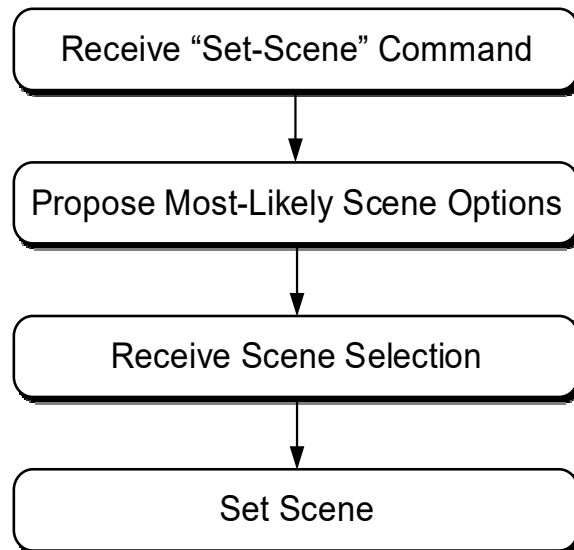 Receive “Set-Scene” Command
Propose Most-Likely Scene Options
Receive Scene Selection
Set Scene